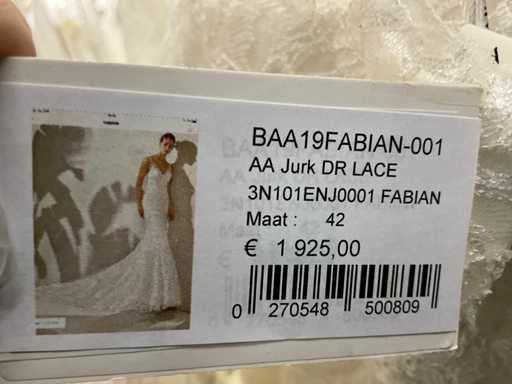 BAA19FABIAN-001
AA Jurk DR LACE
3N101ENJ0001 FABIAN
Maat : 42
€ 1 925,00
0 270548 500809